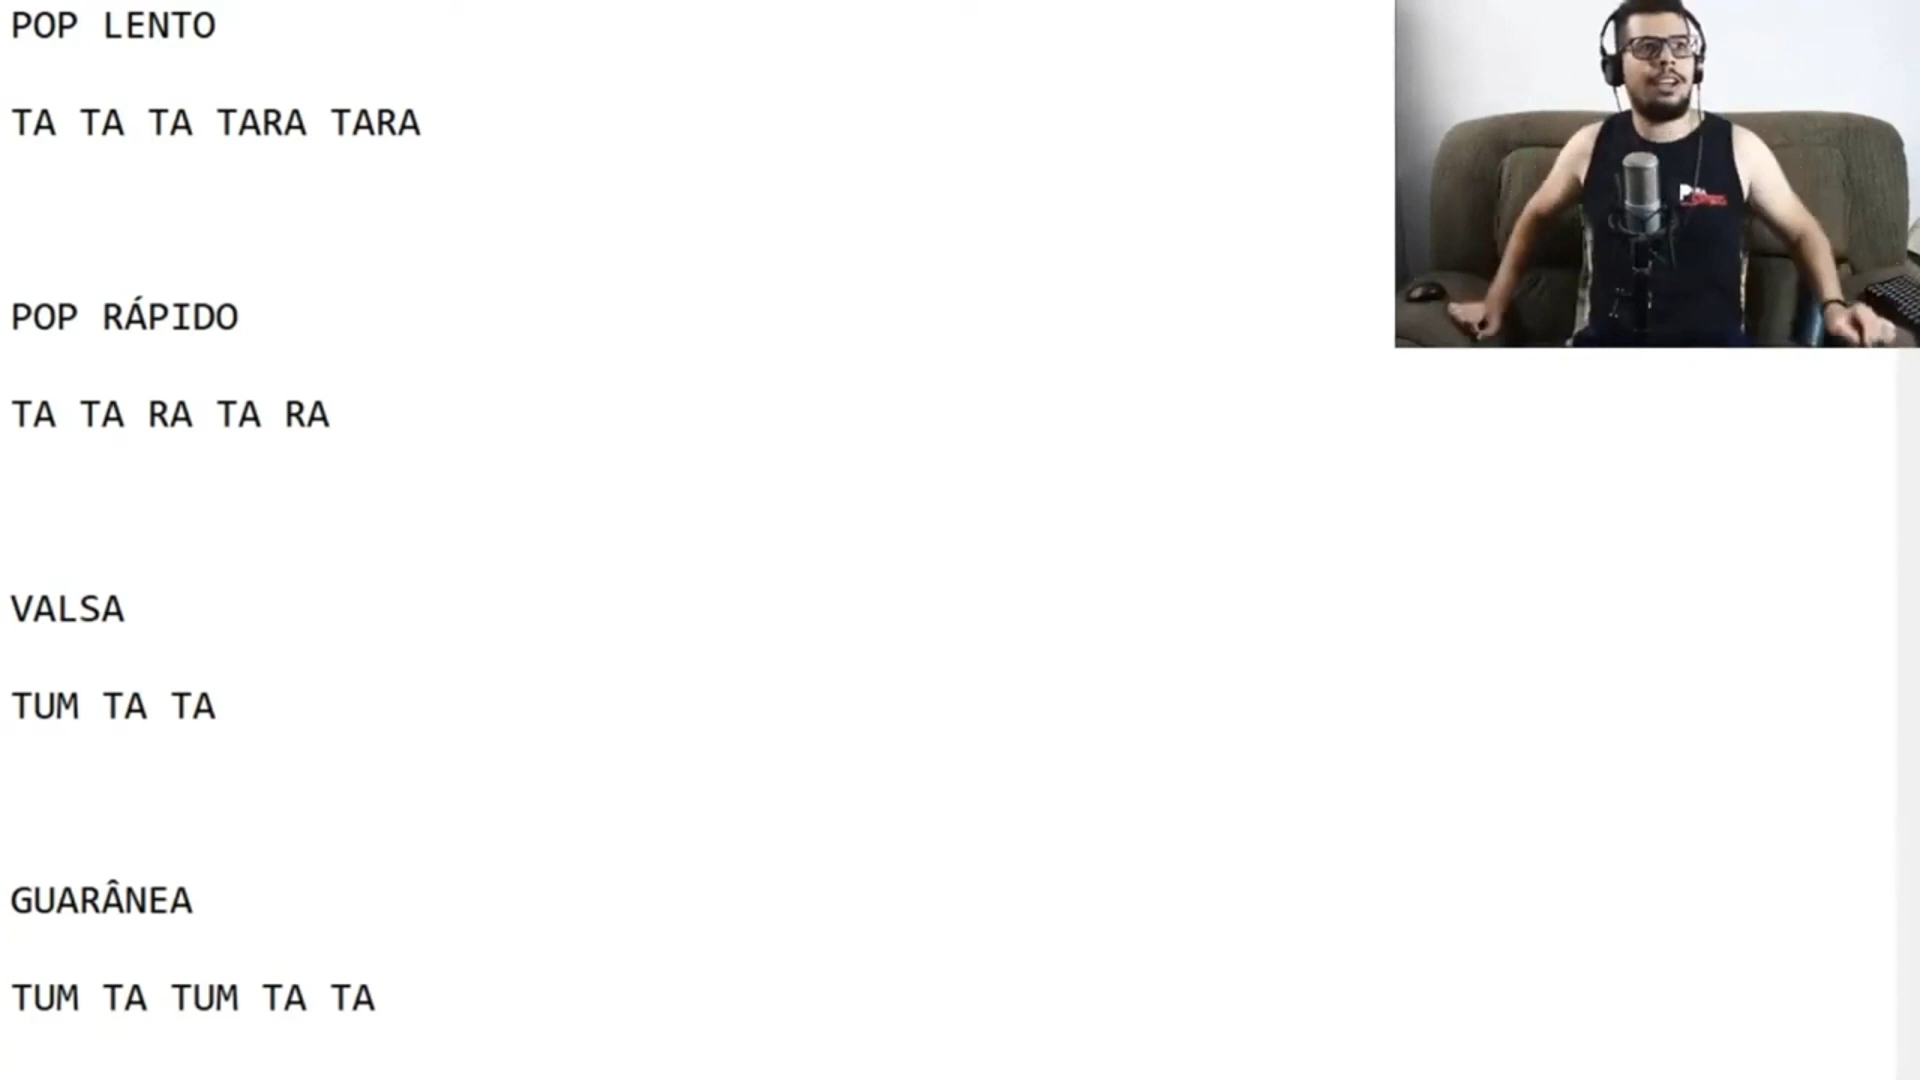 POP LENTO
TA TA TA TARA TARA
POP RÁPIDO
TA TA RA TA RA
VALSA
TUM TA TA
GUARÂNEA
TUM TA TUM TA TA